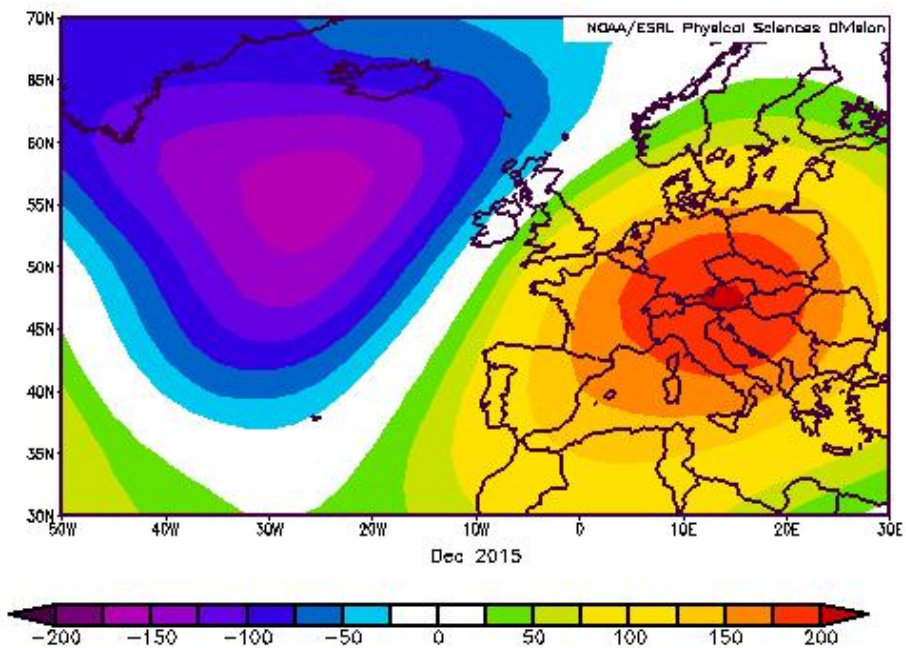 70N
NOAA/ESRL Physical Sciences Division
65N
60N
55N
50N
45N
40N
35N
30N
50W 40W 30W 20W 10W 0 10E 20E 30E
Dec 2015
-200 -150 -100 -50 0 50 100 150 200